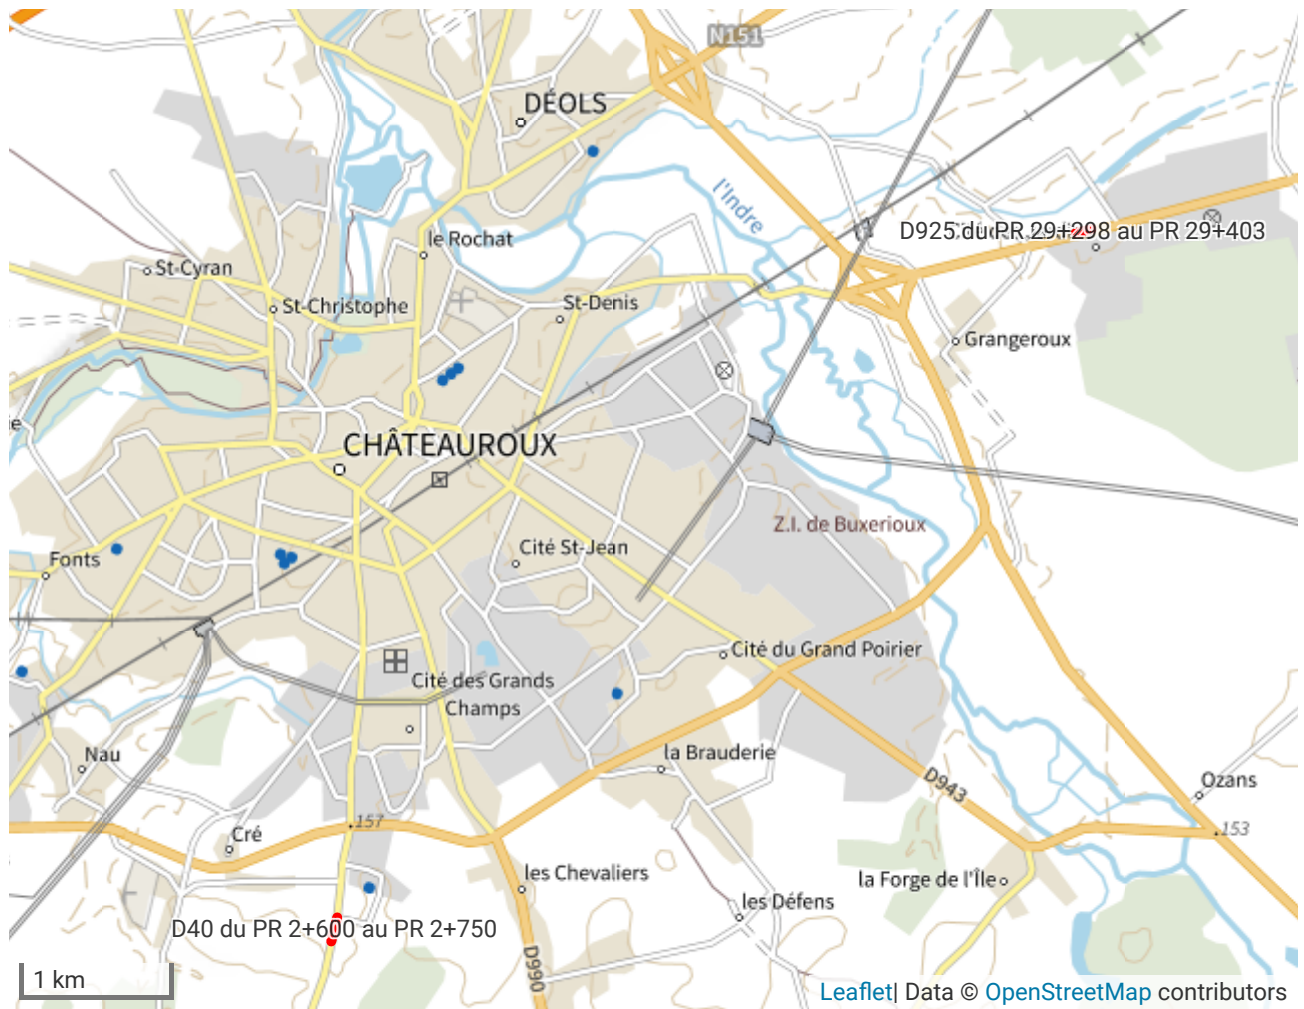 N151
DÉOLS
l'Indre
D925 du PR 29+298 au PR 29+403
le Rochat
St-Cyran
St-Christophe
St-Denis
Grangeroux
e
CHÂTEAUROUX
Z.I. de Buxerioux
Cité St-Jean
Fonts
Cité du Grand Poirier
Cité des Grands
Champs
Nau
la Brauderie
Ozans
D943
157
153
Cré
les Chevaliers
la Forge de l'Île
les Défens
D40 du PR 2+600 au PR 2+750
D990
1 km
Leaflet| Data © OpenStreetMap contributors